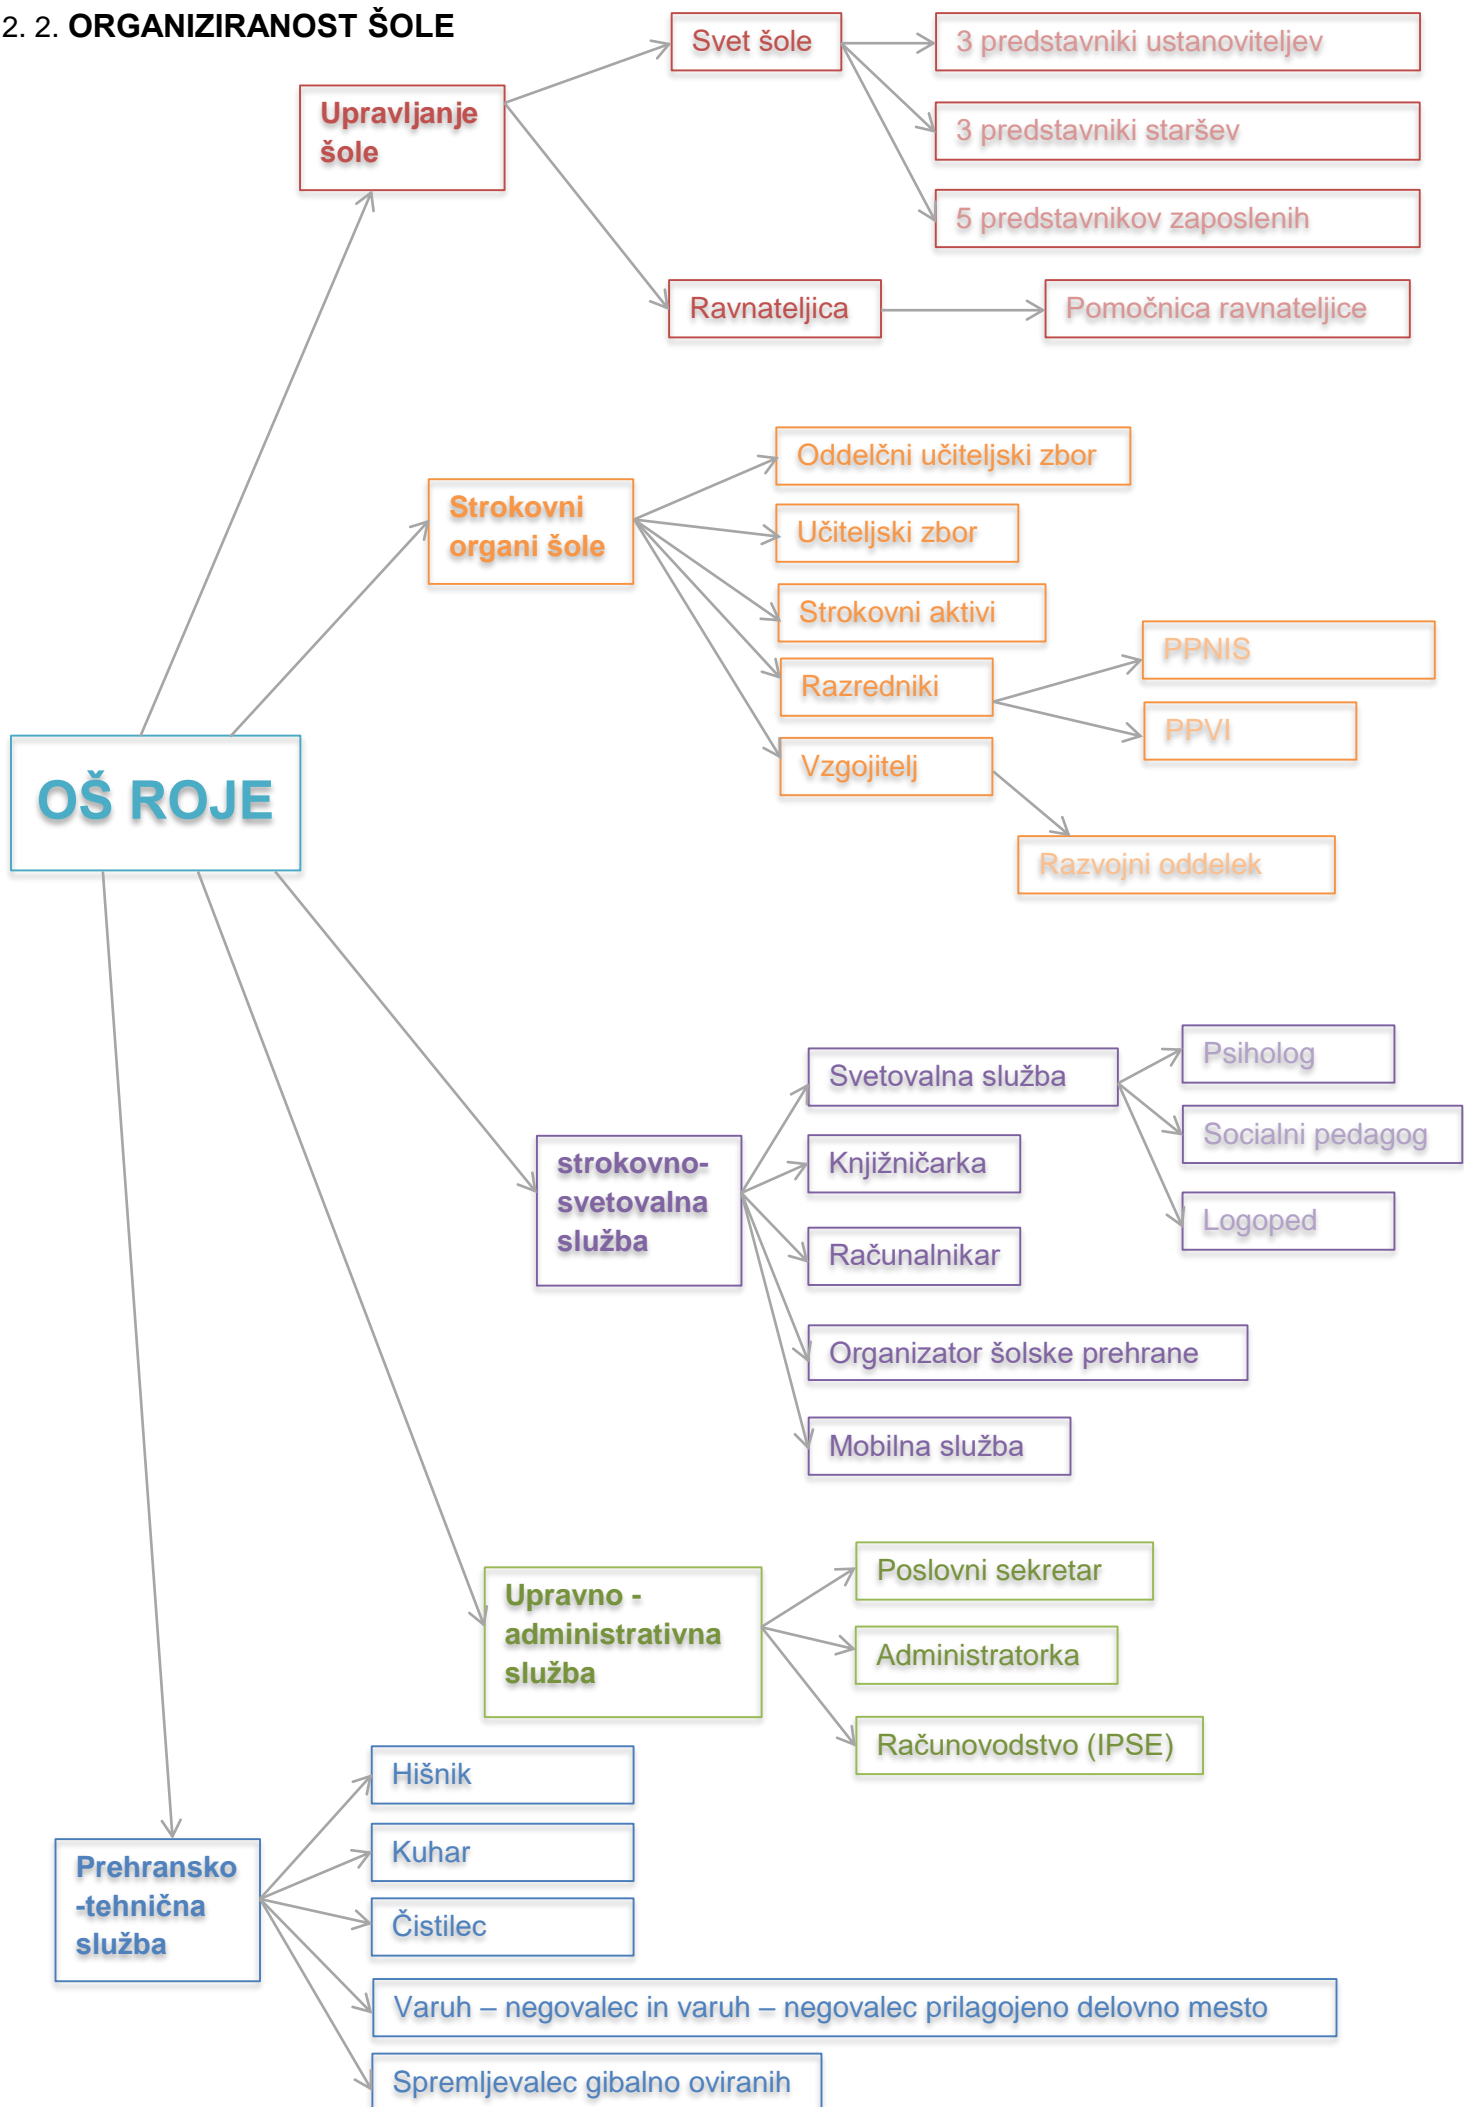 2. 2. ORGANIZIRANOST ŠOLE
Svet šole
3 predstavniki ustanoviteljev
Upravljanje
šole
3 predstavniki staršev
5 predstavnikov zaposlenih
Ravnateljica
Pomočnica ravnateljice
Oddelčni učiteljski zbor
Strokovni
organi šole
Učiteljski zbor
Strokovni aktivi
PPNIS
Razredniki
PPVI
Vzgojitelj
OŠ ROJE
Razvojni oddelek
Psiholog
Svetovalna služba
Socialni pedagog
strokovno-
svetovalna
služba
Knjižničarka
Logoped
Računalnikar
Organizator šolske prehrane
Mobilna služba
Poslovni sekretar
Upravno -
administrativna
služba
Administratorka
Računovodstvo (IPSE)
Hišnik
Kuhar
Prehransko
-tehnična
služba
Čistilec
Varuh – negovalec in varuh – negovalec prilagojeno delovno mesto
Spremljevalec gibalno oviranih